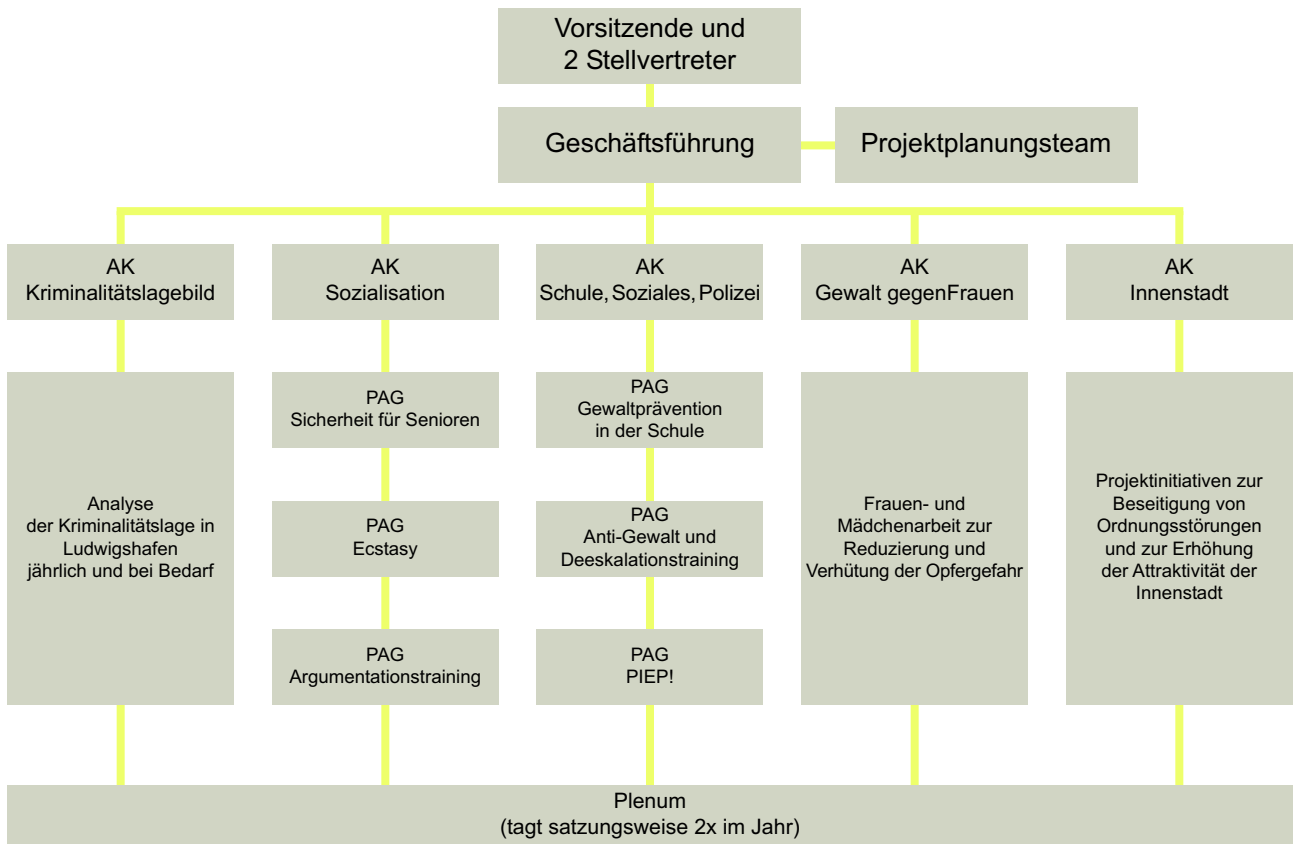 Vorsitzende und
2 Stellvertreter
Geschäftsführung
Projektplanungsteam
AK
Kriminalitätslagebild
AK
Sozialisation
AK
Schule, Soziales, Polizei
AK
Gewalt gegenFrauen
AK
Innenstadt
Analyse
der Kriminalitätslage in
Ludwigshafen
jährlich und bei Bedarf
PAG
Sicherheit für Senioren
PAG
Ecstasy
PAG
Argumentationstraining
PAG
Gewaltprävention
in der Schule
PAG
Anti-Gewalt und
Deeskalationstraining
PAG
PIEP!
Frauen- und
Mädchenarbeit zur
Reduzierung und
Verhütung der Opfergefahr
Projektinitiativen zur
Beseitigung von
Ordnungsstörungen
und zur Erhöhung
der Attraktivität der
Innenstadt
Plenum
(tagt satzungsweise 2x im Jahr)